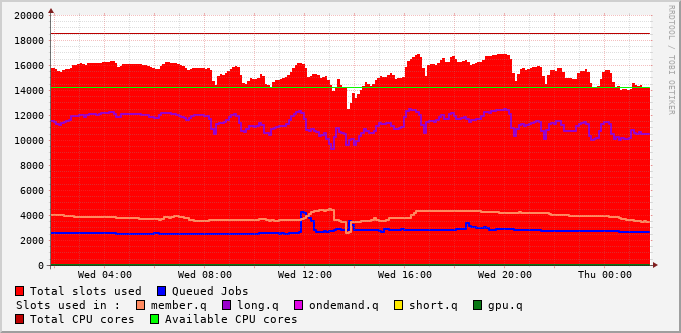 20000
18000
16000
14000
12000
10000
8000
6000
4000
2000
0
Wed 04:00 Wed 08:00 Wed 12:00 Wed 16:00 Wed 20:00 Thu 00:00
RRDTOOL / TOBI OETIKER
Total slots used Queued Jobs
Slots used in : member.q long.q ondemand.q short.q gpu.q
Total CPU cores Available CPU cores